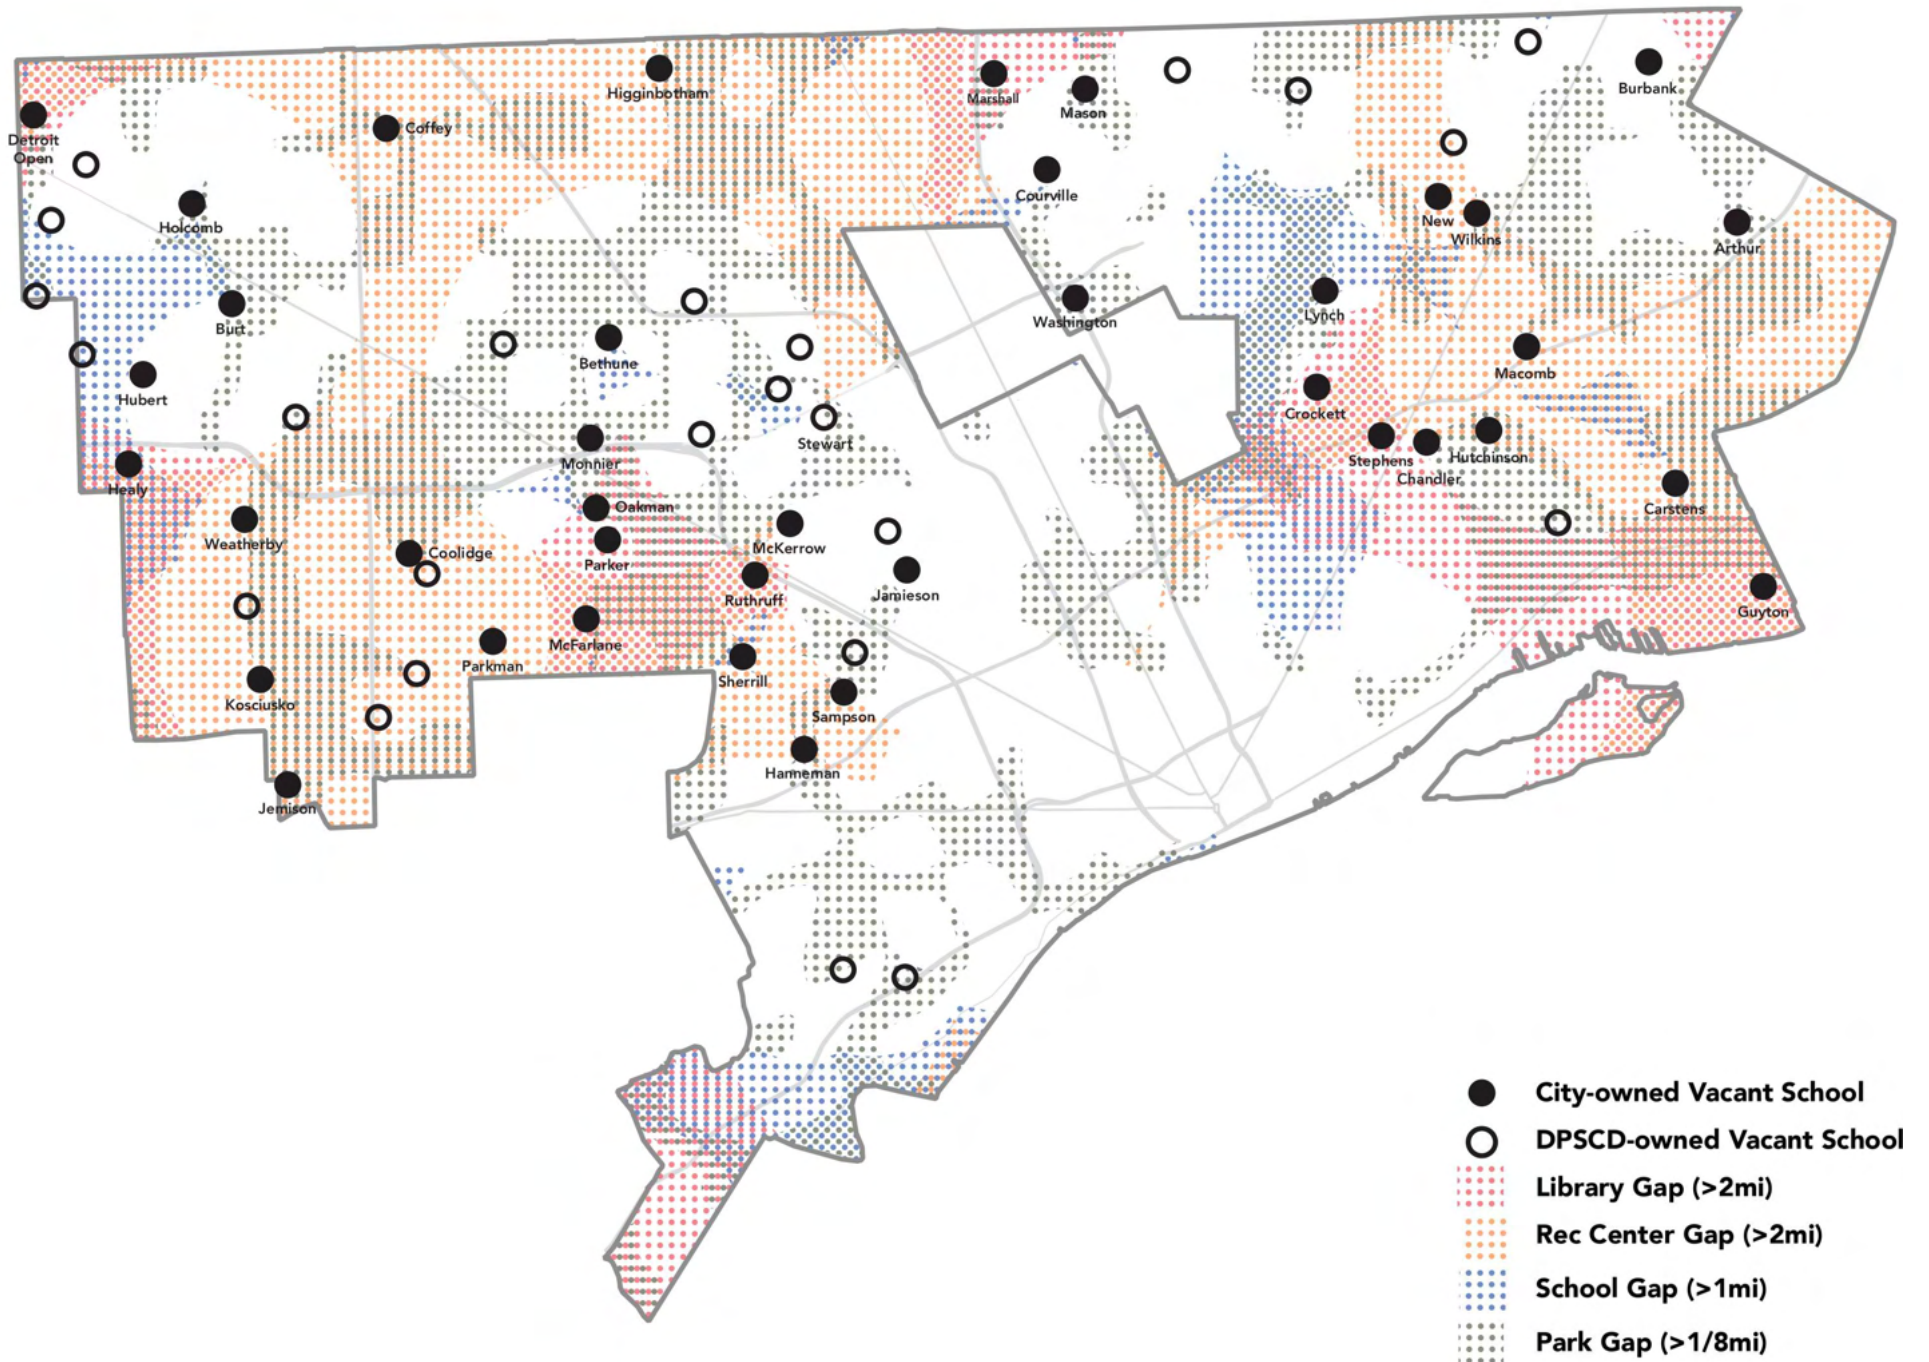 Higginbotham
Burbank
Marshall
Mason
Detroit
Open
Coffey
Courville
Holcomb
New
Wilkins
Arthur
Burt
Washington
Lynch
Bethune
Macomb
Hubert
Crockett
Stewart
Monnier
Stephens
Hutchinson
Chandler
Healy
Oakman
Carstens
Weatherby
McKerrow
Coolidge
Parker
Ruthruff
Jamieson
Guyton
McFarlane
Parkman
Sherrill
Kosciusko
Sampson
Hanneman
Jemison
City-owned Vacant School
DPSCD-owned Vacant School
Library Gap (>2mi)
Rec Center Gap (>2mi)
School Gap (>1mi)
Park Gap (>1/8mi)